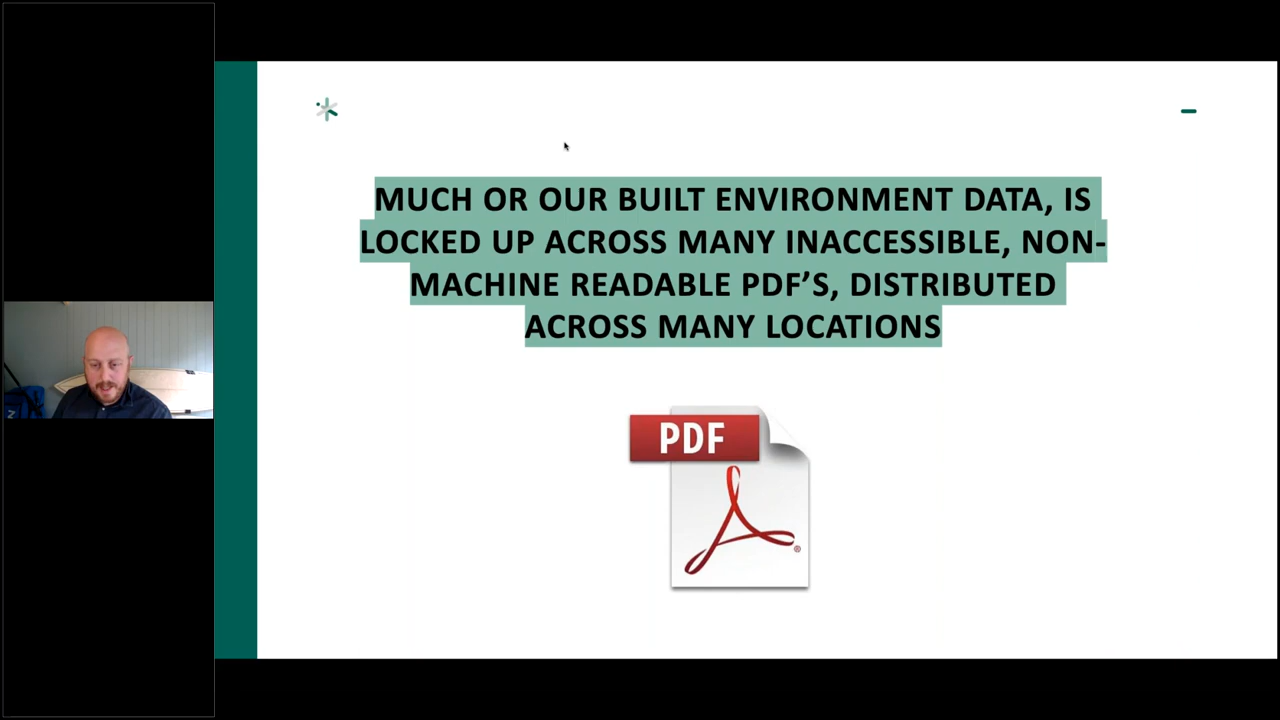 MUCH OR OUR BUILT ENVIRONMENT DATA, IS
LOCKED UP ACROSS MANY INACCESSIBLE, NON-
MACHINE READABLE PDF’S, DISTRIBUTED
ACROSS MANY LOCATIONS
PDF
®